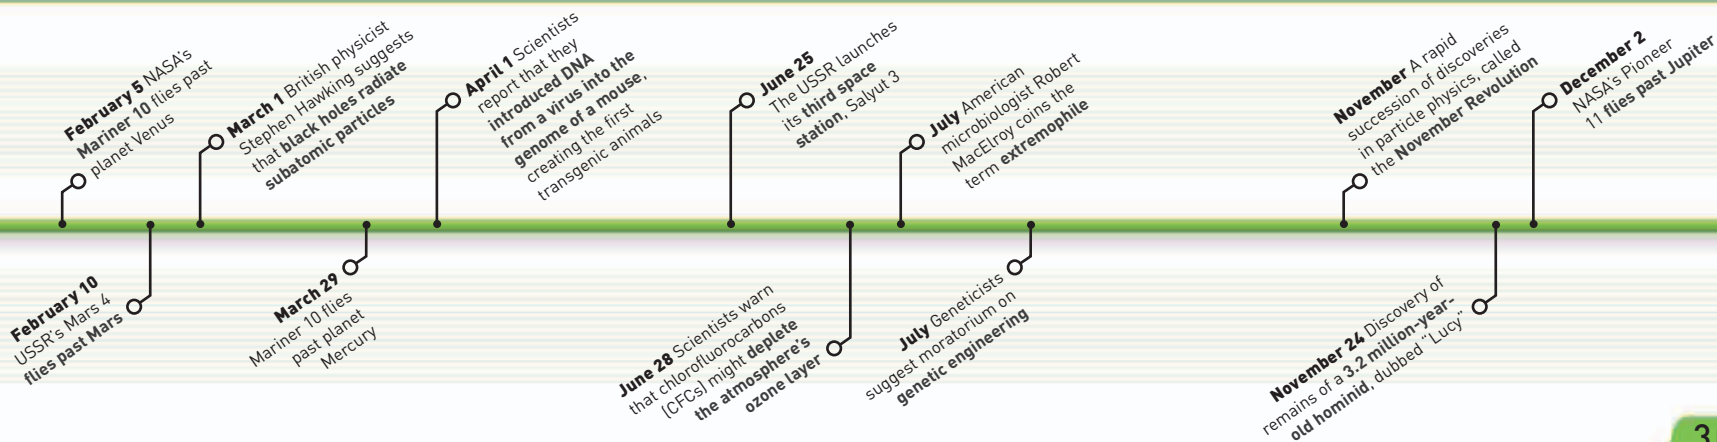 February 5 NASA's
Mariner 10 flies past
planet Venus
February 10
USSR's Mars 4
flies past Mars
March 1 British physicist
Stephen Hawking suggests
that black holes radiate
subatomic particles
March 29
Mariner 10 flies
past planet
Mercury
April 1 Scientists
report that they
introduced DNA
from a virus into the
genome of a mouse,
creating the first
transgenic animals
June 25
The USSR launches
its third space
station, Salyut 3
June 28 Scientists warn
that chlorofluorocarbons
(CFCs) might deplete
the atmosphere's
ozone layer
July American
microbiologist Robert
MacElroy coins the
term extremophile
July Geneticists
suggest moratorium on
genetic engineering
November A rapid
succession of discoveries
in particle physics, called
the November Revolution
November 24 Discovery of
remains of a 3.2 million-year-
old hominid, dubbed "Lucy"
December 2
NASA's Pioneer
11 flies past Jupiter
3